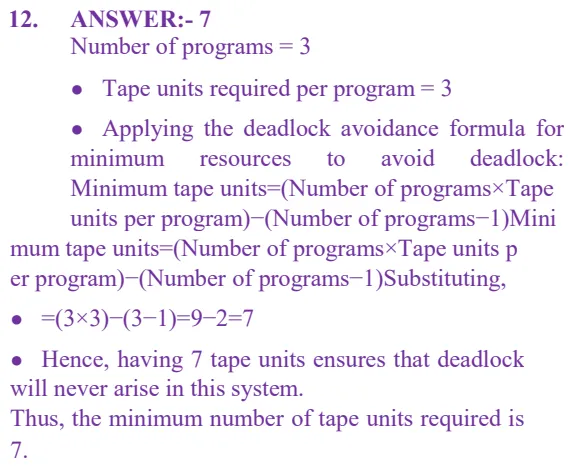 12. ANSWER:- 7
Number of programs = 3
● Tape units required per program = 3
● Applying the deadlock avoidance formula for
minimum resources to avoid deadlock:
Minimum tape units=(Number of programs×Tape
units per program)−(Number of programs−1)Mini
mum tape units=(Number of programs×Tape units p
er program)−(Number of programs−1)Substituting,
● =(3×3)−(3−1)=9−2=7
● Hence, having 7 tape units ensures that deadlock
will never arise in this system.
Thus, the minimum number of tape units required is
7.